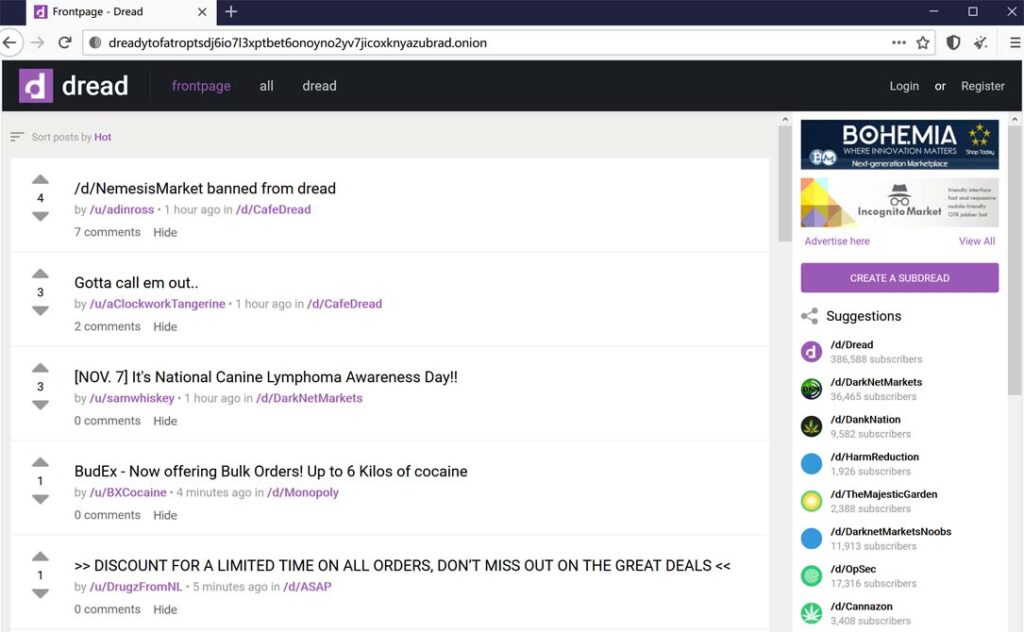 Frontpage - Dread
dreadytofatroptsdj6io7l3xptbet6onoyno2yv7jicoxknyazubrad.onion
dread
frontpage
all
dread
Login or Register
Sort posts by Hot
4
/d/NemesisMarket banned from dread
by /u/adinross • 1 hour ago in /d/CafeDread
7 comments Hide
3
Gotta call em out..
by /u/aClockworkTangerine • 1 hour ago in /d/CafeDread
2 comments Hide
3
[NOV. 7] It's National Canine Lymphoma Awareness Day!!
by /u/samwhiskey • 1 hour ago in /d/DarkNetMarkets
0 comments Hide
1
BudEx - Now offering Bulk Orders! Up to 6 Kilos of cocaine
by /u/BXCocaine • 4 minutes ago in /d/Monopoly
0 comments Hide
1
>> DISCOUNT FOR A LIMITED TIME ON ALL ORDERS, DON’T MISS OUT ON THE GREAT DEALS <<
by /u/DrugzFromNL • 5 minutes ago in /d/ASAP
0 comments Hide
BOHEMIA
WHERE INNOVATION MATTERS
BM
Shop Today
Next-generation Marketplace
Incognito Market
friendly interface
fast and responsive
mobile-friendly
OTR jabber bot
Advertise here
View All
CREATE A SUBDREAD
Suggestions
/d/Dread
386,588 subscribers
/d/DarkNetMarkets
36,465 subscribers
/d/DankNation
9,582 subscribers
/d/HarmReduction
1,926 subscribers
/d/TheMajesticGarden
2,388 subscribers
/d/DarknetMarketsNoobs
11,913 subscribers
/d/OpSec
17,316 subscribers
/d/Cannazon
3,408 subscribers